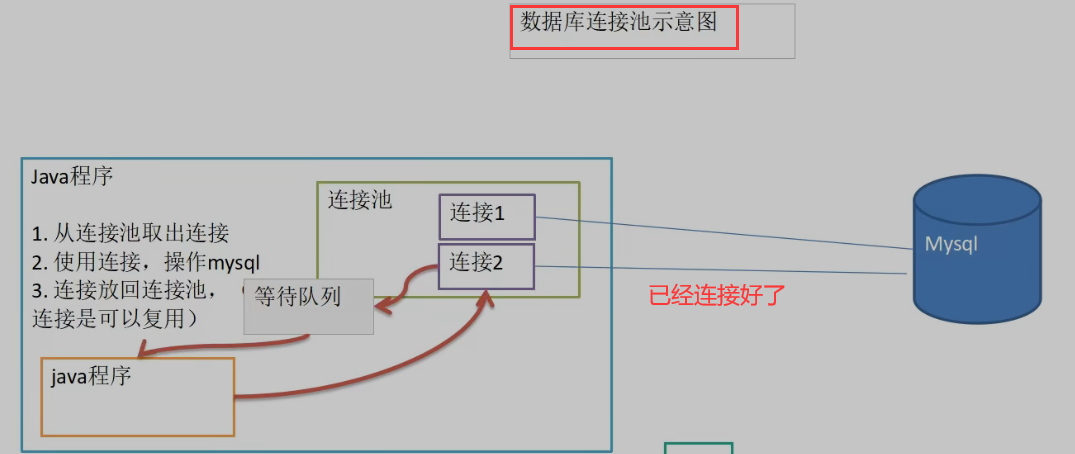 数据库连接池示意图
Java程序
1. 从连接池取出连接
2. 使用连接，操作mysql
3. 连接放回连接池，（
连接是可以复用）
连接池
连接1
连接2
等待队列
java程序
Mysql
已经连接好了